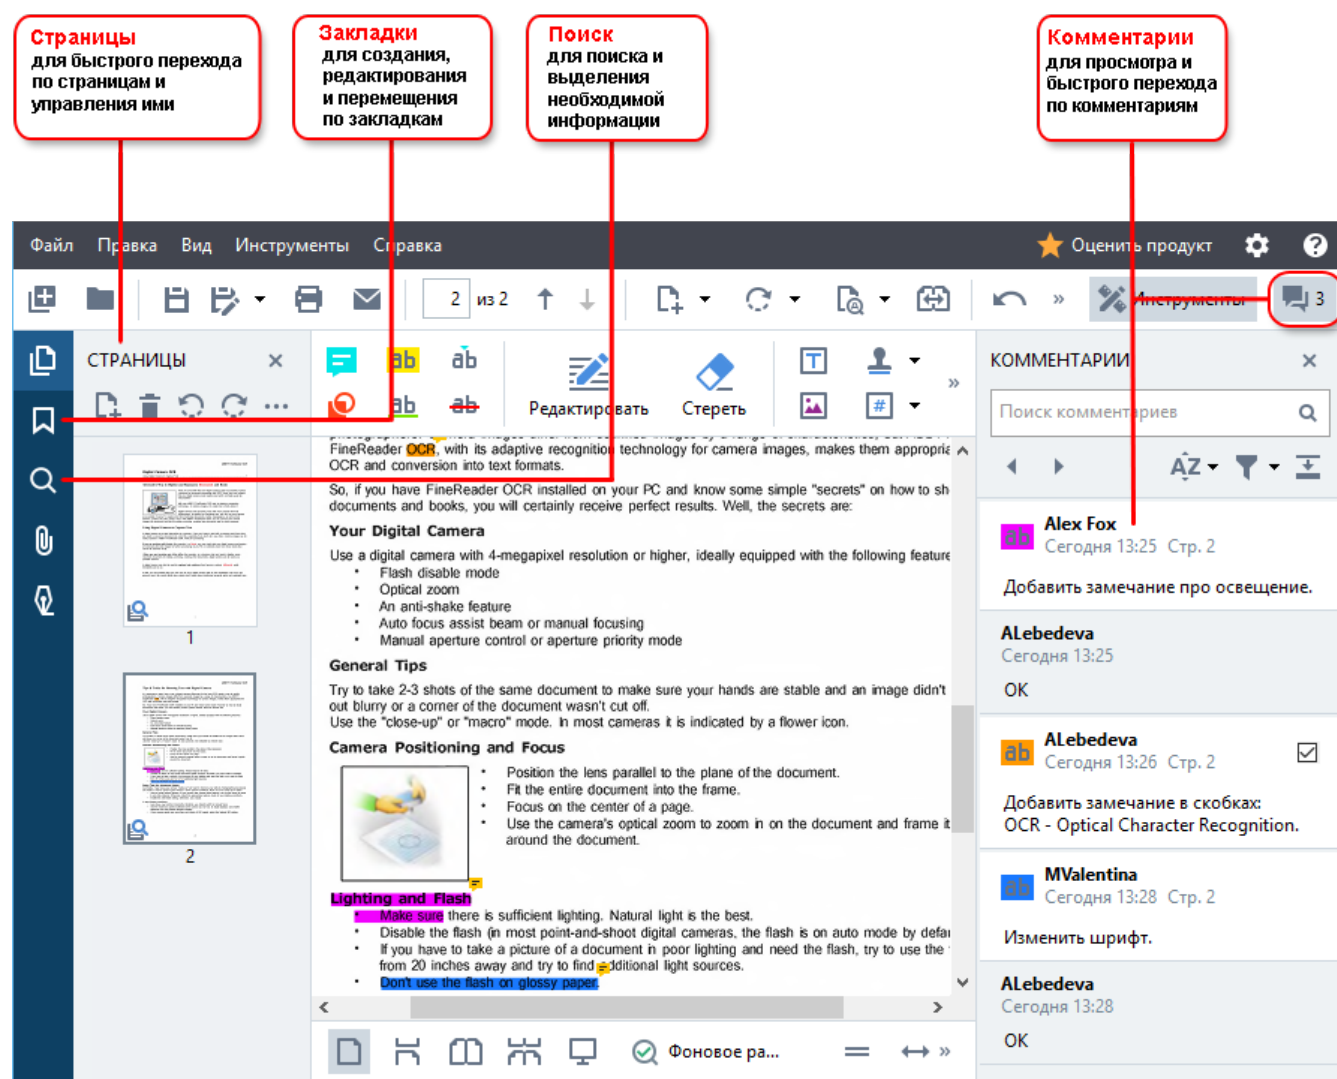 Страницы
для быстрого перехода
по страницам и
управления ими
Закладки
для создания,
редактирования
и перемещения
по закладкам
Поиск
для поиска и
выделения
необходимой
информации
Комментарии
для просмотра и
быстрого перехода
по комментариям
Файл Правка Вид Инструменты Справка
Оценить продукт
2 из 2
Инструменты
3
СТРАНИЦЫ
1
2
ab ab
ab ab
Редактировать
Стереть
T
#
FineReader OCR, with its adaptive recognition technology for camera images, makes them appropria
OCR and conversion into text formats.
So, if you have FineReader OCR installed on your PC and know some simple "secrets" on how to sh
documents and books, you will certainly receive perfect results. Well, the secrets are:
Your Digital Camera
Use a digital camera with 4-megapixel resolution or higher, ideally equipped with the following feature
• Flash disable mode
• Optical zoom
• An anti-shake feature
• Auto focus assist beam or manual focusing
• Manual aperture control or aperture priority mode
General Tips
Try to take 2-3 shots of the same document to make sure your hands are stable and an image didn't
out blurry or a corner of the document wasn't cut off.
Use the "close-up" or "macro" mode. In most cameras it is indicated by a flower icon.
Camera Positioning and Focus
• Position the lens parallel to the plane of the document.
• Fit the entire document into the frame.
• Focus on the center of a page.
• Use the camera's optical zoom to zoom in on the document and frame it
around the document.
Lighting and Flash
• Make sure there is sufficient lighting. Natural light is the best.
• Disable the flash (in most point-and-shoot digital cameras, the flash is on auto mode by defau
• If you have to take a picture of a document in poor lighting and need the flash, try to use the
from 20 inches away and try to find additional light sources.
• Don't use the flash on glossy paper.
Фоновое ра...
КОММЕНТАРИИ
Поиск комментариев
AZ
ab Alex Fox
Сегодня 13:25 Стр. 2
Добавить замечание про освещение.
ALebedeva
Сегодня 13:25
ОК
ab ALebedeva
Сегодня 13:26 Стр. 2
Добавить замечание в скобках:
OCR - Optical Character Recognition.
ab MValentina
Сегодня 13:28 Стр. 2
Изменить шрифт.
ALebedeva
Сегодня 13:28
ОК